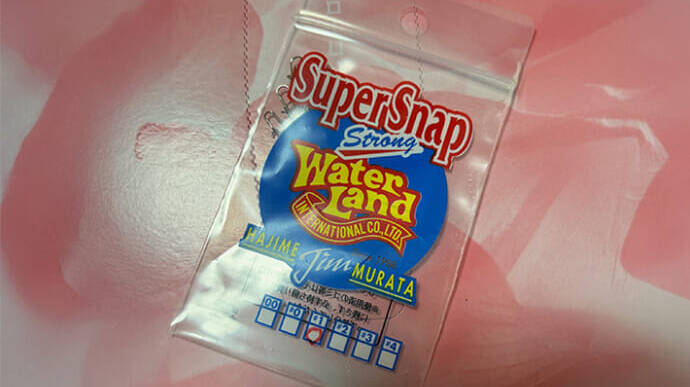 SuperSnap
Strong
Water
Land
INTERNATIONAL CO.,LTD.
HAJIME Jim MURATA
00 #0 #1 #2 #3 #4